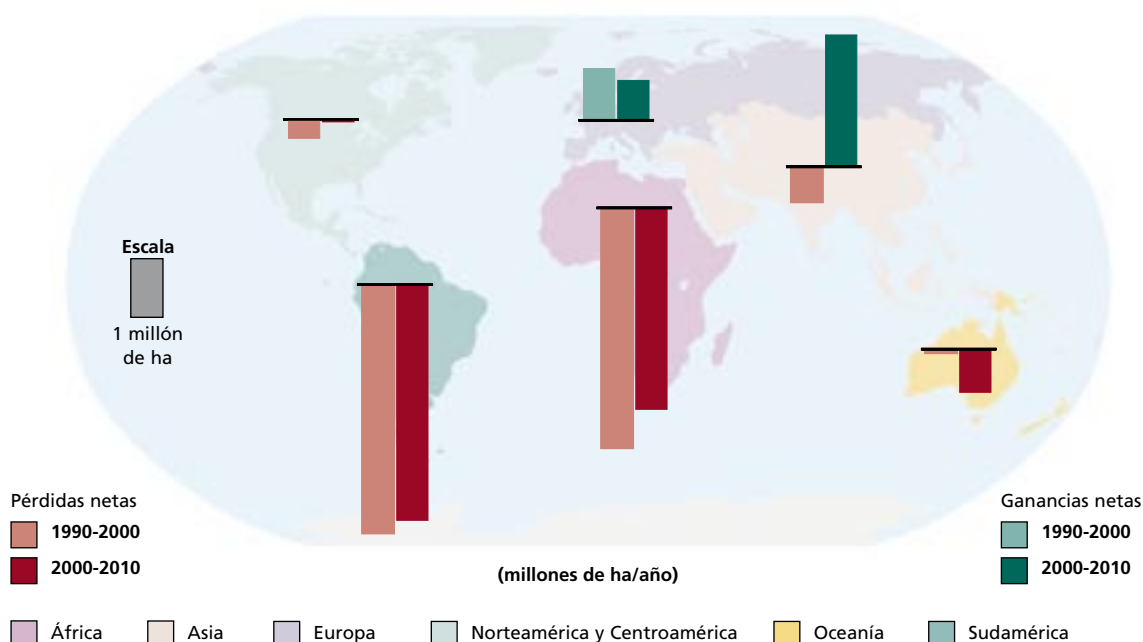 Escala
1 millón
de ha
Pérdidas netas
1990-2000
2000-2010
(millones de ha/año)
Ganancias netas
1990-2000
2000-2010
África
Asia
Europa
Norteamérica y Centroamérica
Oceanía
Sudamérica